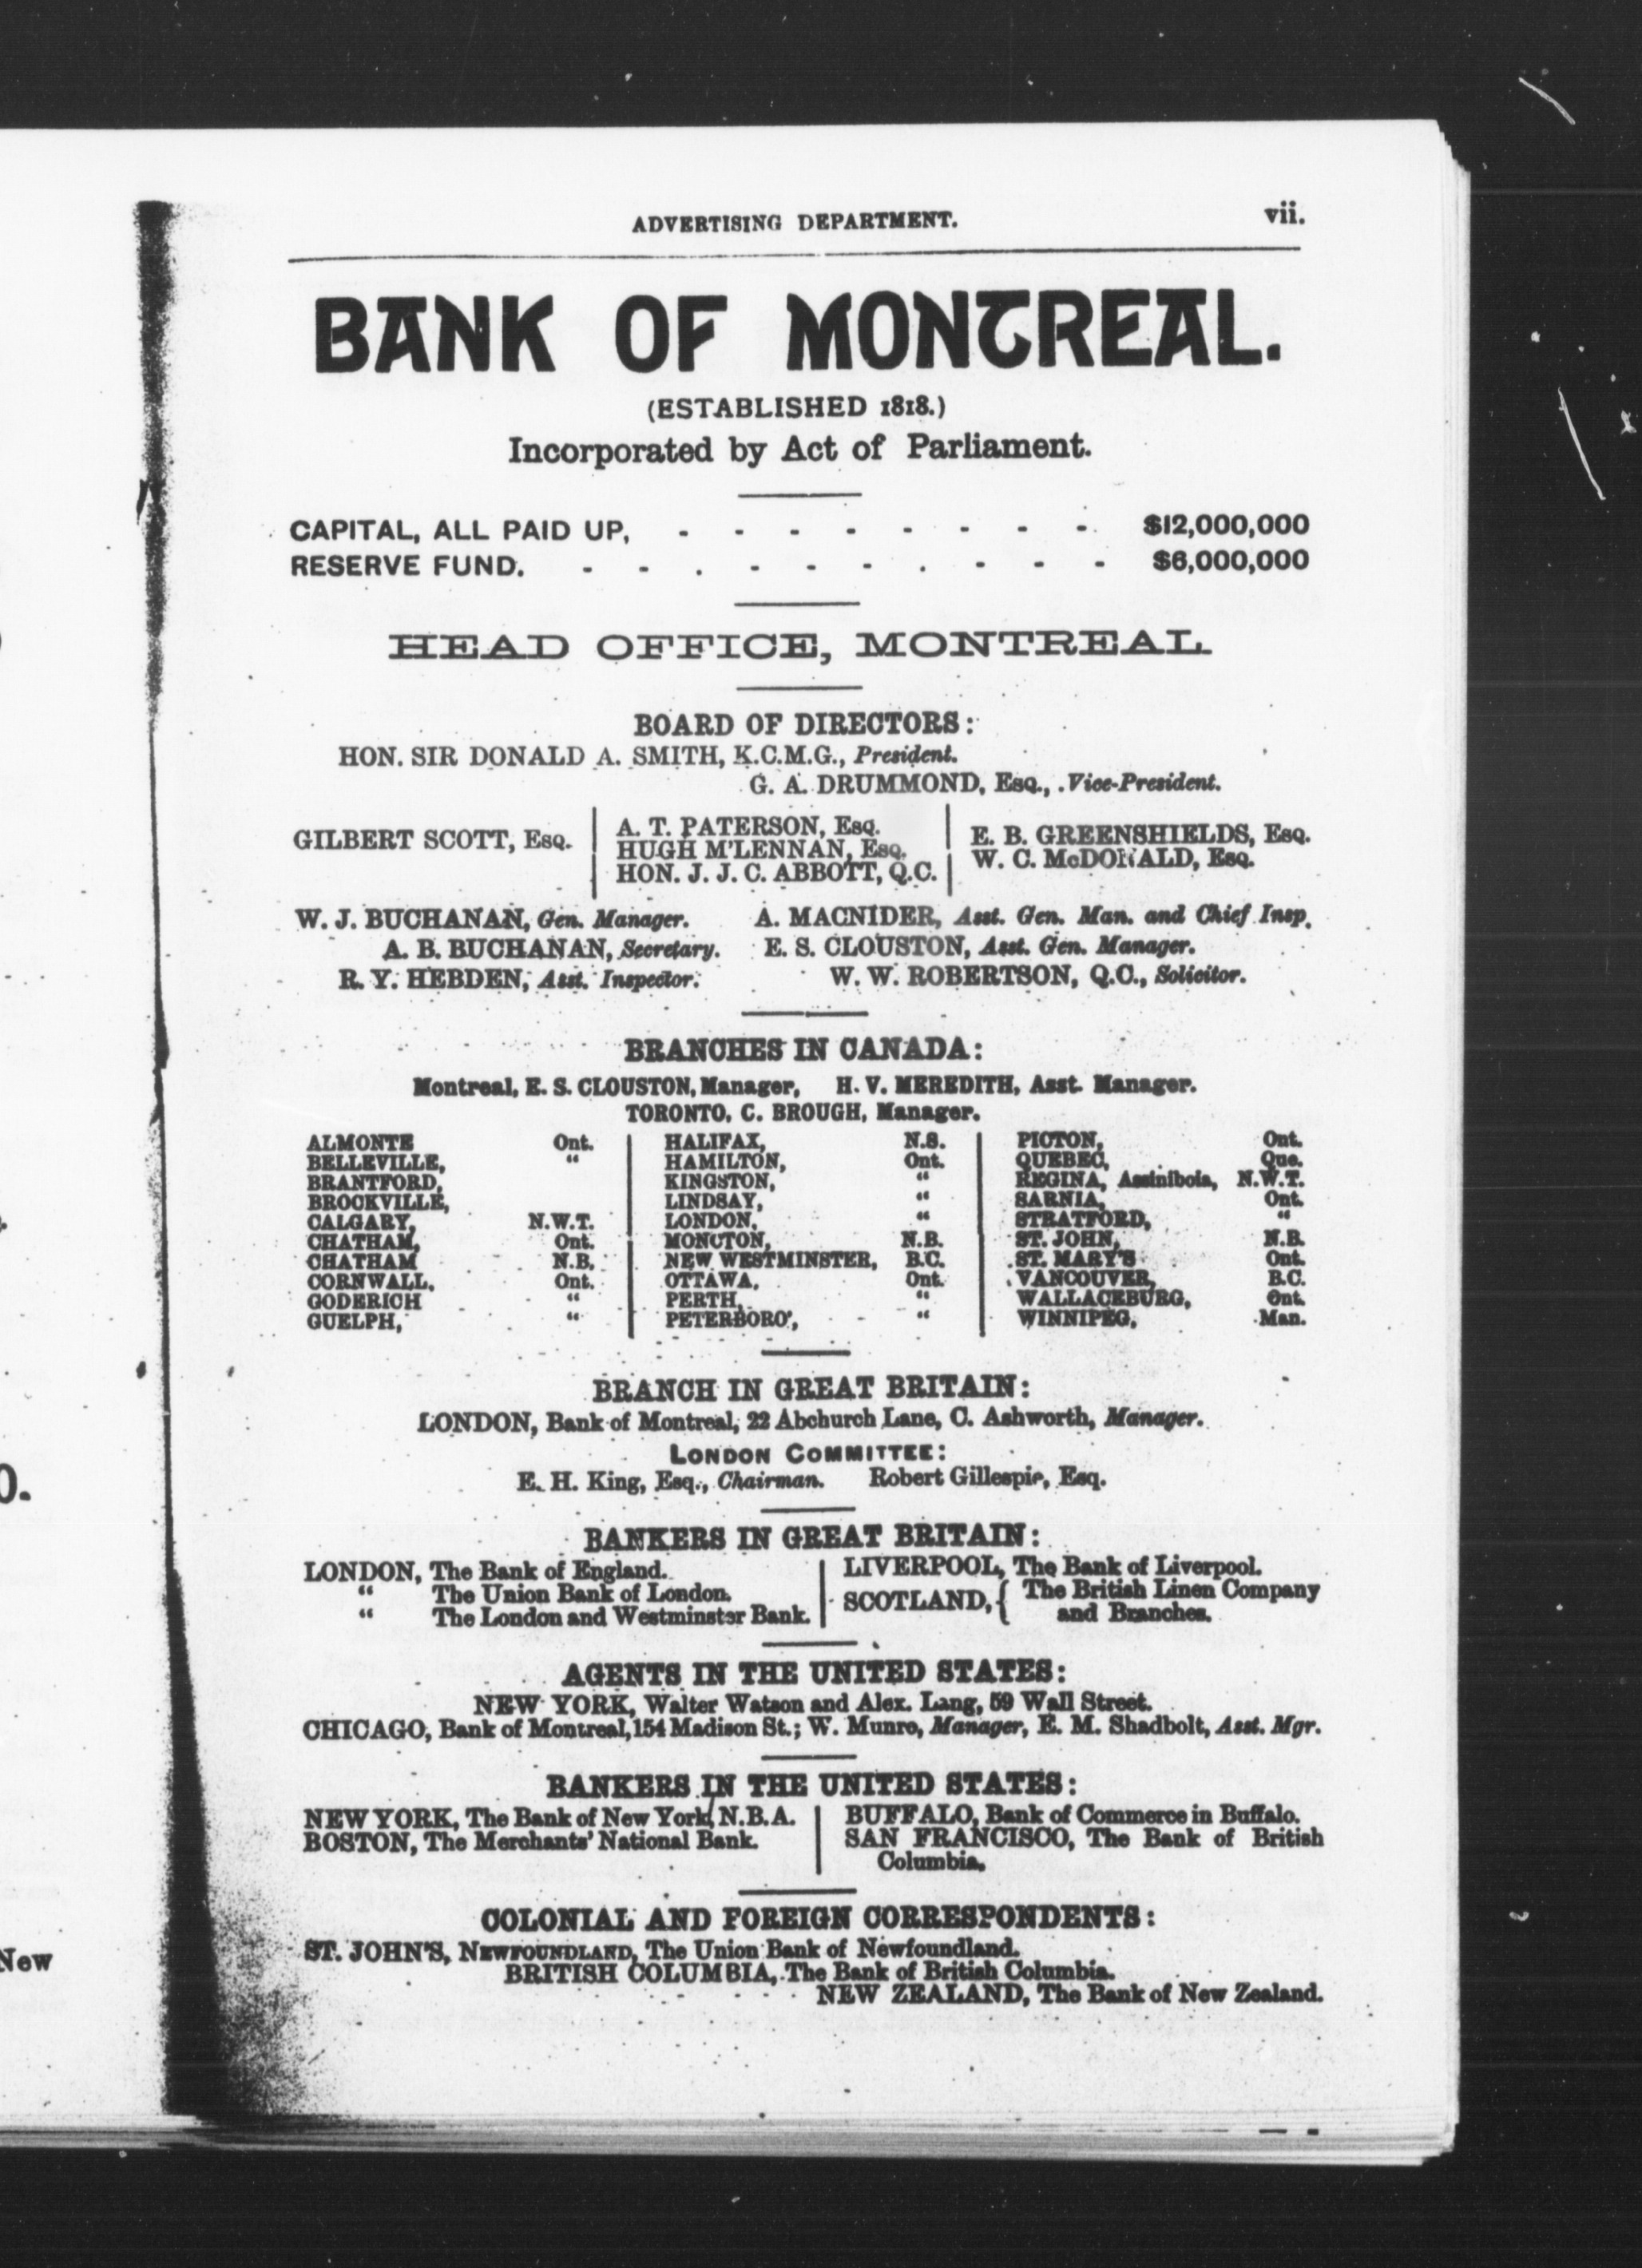 ADVERTISING DEPARTMENT. vii.
BANK OF MONTREAL.
(ESTABLISHED 1818.)
Incorporated by Act of Parliament.
CAPITAL, ALL PAID UP, - - - - - - - - $12,000,000
RESERVE FUND. - - . - - - . - - - $6,000,000
HEAD OFFICE, MONTREAL
BOARD OF DIRECTORS:
HON. SIR DONALD A. SMITH, K.C.M.G., President.
G. A. DRUMMOND, Esq., Vice-President.
GILBERT SCOTT, Esq.
A. T. PATERSON, Esq.
HUGH M'LENNAN, Esq.
HON. J. J. C. ABBOTT, Q.C.
E. B. GREENSHIELDS, Esq.
W. C. McDONALD, Esq.
W. J. BUCHANAN, Gen. Manager. A. MACNIDER, Asst. Gen. Man. and Chief Insp.
A. B. BUCHANAN, Secretary. E. S. CLOUSTON, Asst. Gen. Manager.
R. Y. HEBDEN, Asst. Inspector. W. W. ROBERTSON, Q.C., Solicitor.
BRANCHES IN CANADA:
Montreal, E. S. CLOUSTON, Manager, H. V. MEREDITH, Asst. Manager.
TORONTO, C. BROUGH, Manager.
ALMONTE Ont.
BELLEVILLE, "
BRANTFORD,
BROCKVILLE,
CALGARY, N.W.T.
CHATHAM, Ont.
CHATHAM N.B.
CORNWALL, Ont.
GODERICH "
GUELPH, "
HALIFAX, N.S.
HAMILTON, Ont.
KINGSTON, "
LINDSAY, "
LONDON, "
MONCTON, N.B.
NEW WESTMINSTER, B.C.
OTTAWA, Ont.
PERTH, "
PETERBORO', "
PICTON, Ont.
QUEBEC, Que.
REGINA, Assiniboia, N.W.T.
SARNIA, Ont.
STRATFORD, "
ST. JOHN, N.B.
ST. MARY'S Ont.
VANCOUVER, B.C.
WALLACEBURG, Ont.
WINNIPEG, Man.
BRANCH IN GREAT BRITAIN:
LONDON, Bank of Montreal, 22 Abchurch Lane, C. Ashworth, Manager.
LONDON COMMITTEE:
E. H. King, Esq., Chairman. Robert Gillespie, Esq.
BANKERS IN GREAT BRITAIN:
LONDON, The Bank of England.
" The Union Bank of London.
" The London and Westminster Bank.
LIVERPOOL, The Bank of Liverpool.
SCOTLAND, { The British Linen Company
and Branches.
AGENTS IN THE UNITED STATES:
NEW YORK, Walter Watson and Alex. Lang, 59 Wall Street.
CHICAGO, Bank of Montreal, 154 Madison St.; W. Munro, Manager, E. M. Shadbolt, Asst. Mgr.
BANKERS IN THE UNITED STATES:
NEW YORK, The Bank of New York, N.B.A.
BOSTON, The Merchants' National Bank.
BUFFALO, Bank of Commerce in Buffalo.
SAN FRANCISCO, The Bank of British
Columbia.
COLONIAL AND FOREIGN CORRESPONDENTS:
ST. JOHN'S, NEWFOUNDLAND, The Union Bank of Newfoundland.
BRITISH COLUMBIA, The Bank of British Columbia.
NEW ZEALAND, The Bank of New Zealand.
New